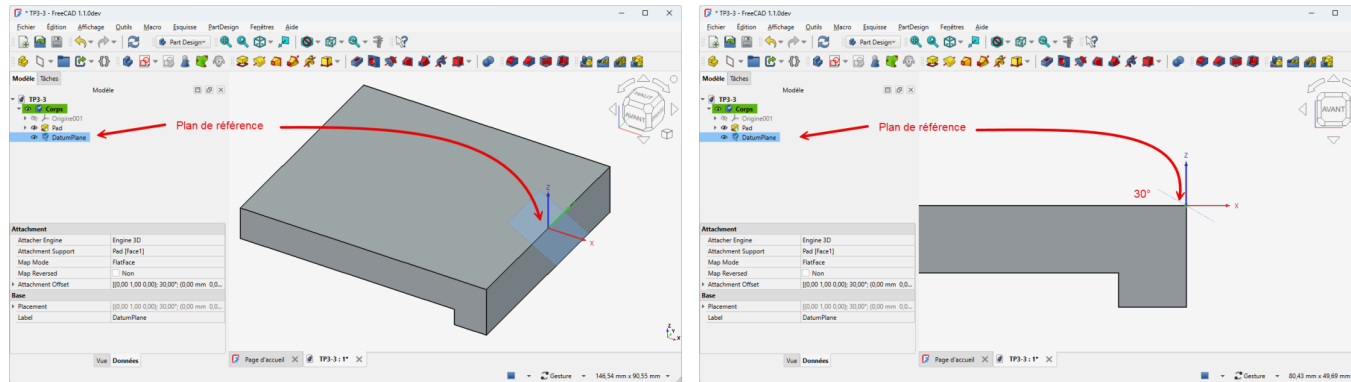 * TP3-3 - FreeCAD 1.1.0dev
Fichier Édition Affichage Outils Macro Esquisse PartDesign Fenêtres Aide
Part Design
Modèle Tâches
Modèle
TP3-3
Corps
Origine001
Pad
DatumPlane
Plan de référence
HAUT
AVANT
Z
X
Attachment
Attacher Engine Engine 3D
Attachment Support Pad [Face1]
Map Mode FlatFace
Map Reversed Non
Attachment Offset [(0,00 1,00 0,00); 30,00°; (0,00 mm 0,0...
Base
Placement [(0,00 1,00 0,00); 30,00°; (0,00 mm 0,0...
Label DatumPlane
Z
Y
X
Vue Données
Page d'accueil TP3-3 : 1*
Gesture 146,54 mm x 90,55 mm
* TP3-3 - FreeCAD 1.1.0dev
Fichier Édition Affichage Outils Macro Esquisse PartDesign Fenêtres Aide
Part Design
Modèle Tâches
Modèle
TP3-3
Corps
Origine001
Pad
DatumPlane
Plan de référence
AVANT
Z
30°
X
Attachment
Attacher Engine Engine 3D
Attachment Support Pad [Face1]
Map Mode FlatFace
Map Reversed Non
Attachment Offset [(0,00 1,00 0,00); 30,00°; (0,00 mm 0,0...
Base
Placement [(0,00 1,00 0,00); 30,00°; (0,00 mm 0,0...
Label DatumPlane
Vue Données
Page d'accueil TP3-3 : 1*
Gesture 80,43 mm x 49,69 mm